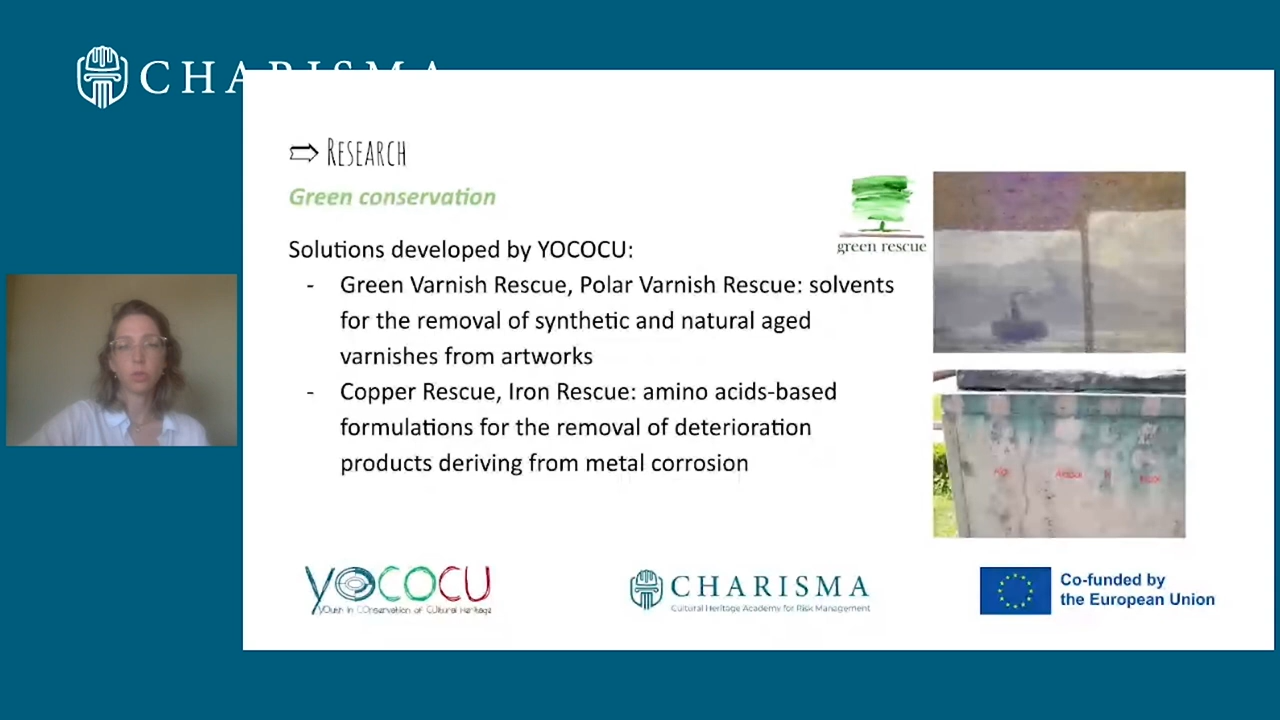 CHARISMA
⇨ Research
Green conservation
green rescue
Solutions developed by YOCOCU:
- Green Varnish Rescue, Polar Varnish Rescue: solvents
for the removal of synthetic and natural aged
varnishes from artworks
- Copper Rescue, Iron Rescue: amino acids-based
formulations for the removal of deterioration
products deriving from metal corrosion
YOCOCU
YOuth in COnservation of CUltural Heritage
CHARISMA
Cultural Heritage Academy for Risk Management
Co-funded by
the European Union